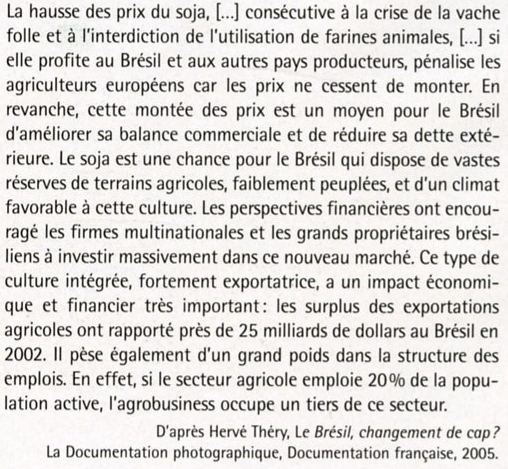 La hausse des prix du soja, [...] consécutive à la crise de la vache
folle et à l'interdiction de l'utilisation de farines animales, [...] si
elle profite au Brésil et aux autres pays producteurs, pénalise les
agriculteurs européens car les prix ne cessent de monter. En
revanche, cette montée des prix est un moyen pour le Brésil
d'améliorer sa balance commerciale et de réduire sa dette exté-
rieure. Le soja est une chance pour le Brésil qui dispose de vastes
réserves de terrains agricoles, faiblement peuplées, et d'un climat
favorable à cette culture. Les perspectives financières ont encou-
ragé les firmes multinationales et les grands propriétaires brési-
liens à investir massivement dans ce nouveau marché. Ce type de
culture intégrée, fortement exportatrice, a un impact économi-
que et financier très important : les surplus des exportations
agricoles ont rapporté près de 25 milliards de dollars au Brésil en
2002. Il pèse également d'un grand poids dans la structure des
emplois. En effet, si le secteur agricole emploie 20 % de la popu-
lation active, l'agrobusiness occupe un tiers de ce secteur.
D'après Hervé Théry, Le Brésil, changement de cap ?
La Documentation photographique, Documentation française, 2005.